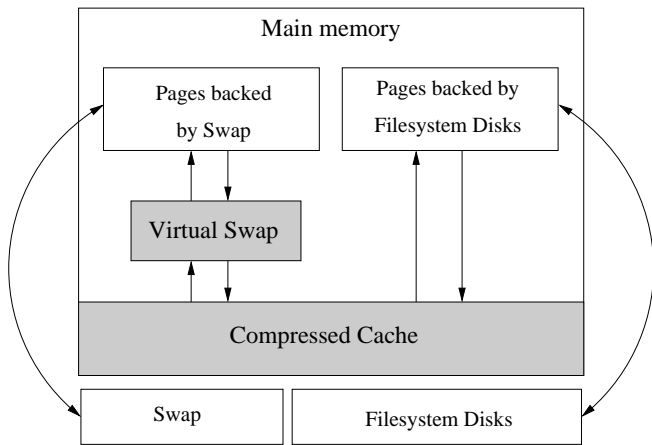 Main memory
Pages backed
by Swap
Pages backed by
Filesystem Disks
Virtual Swap
Compressed Cache
Swap
Filesystem Disks